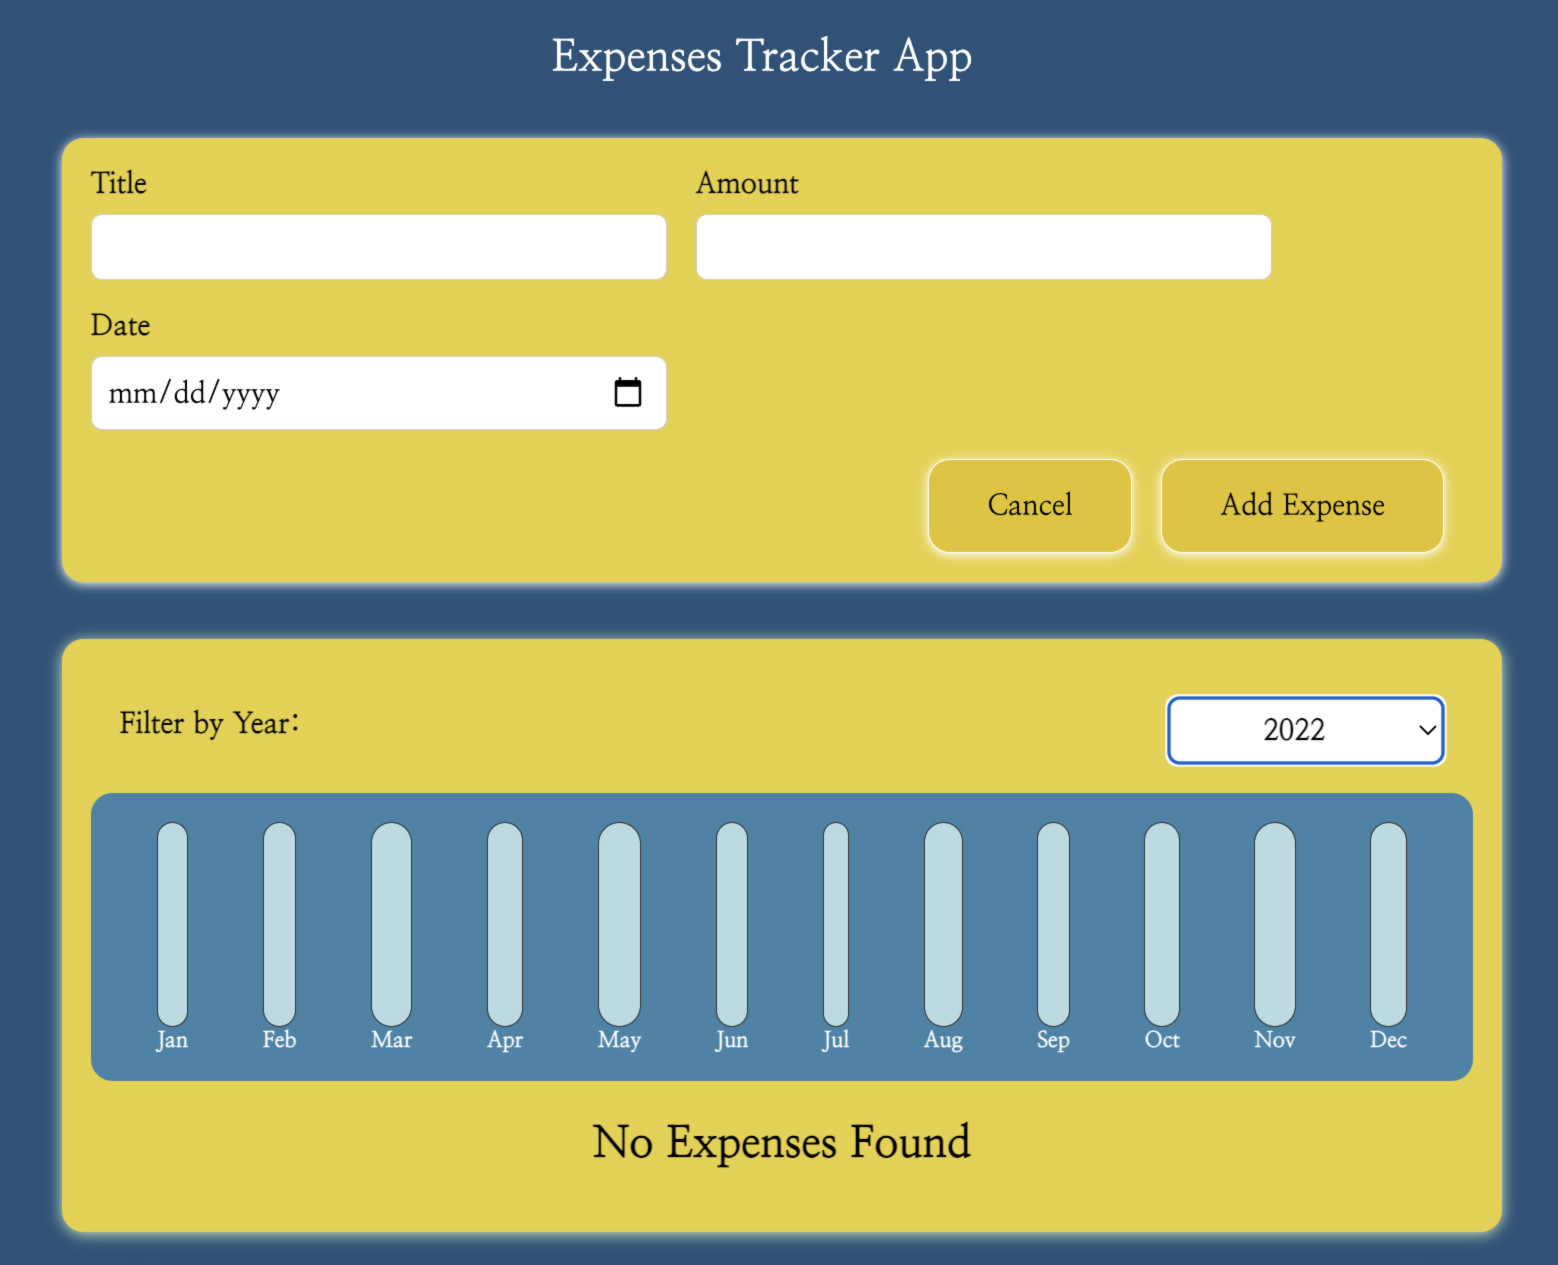 Expenses Tracker App
Title Amount
Date
mm/dd/yyyy
Cancel Add Expense
Filter by Year: 2022
Jan Feb Mar Apr May Jun Jul Aug Sep Oct Nov Dec
No Expenses Found